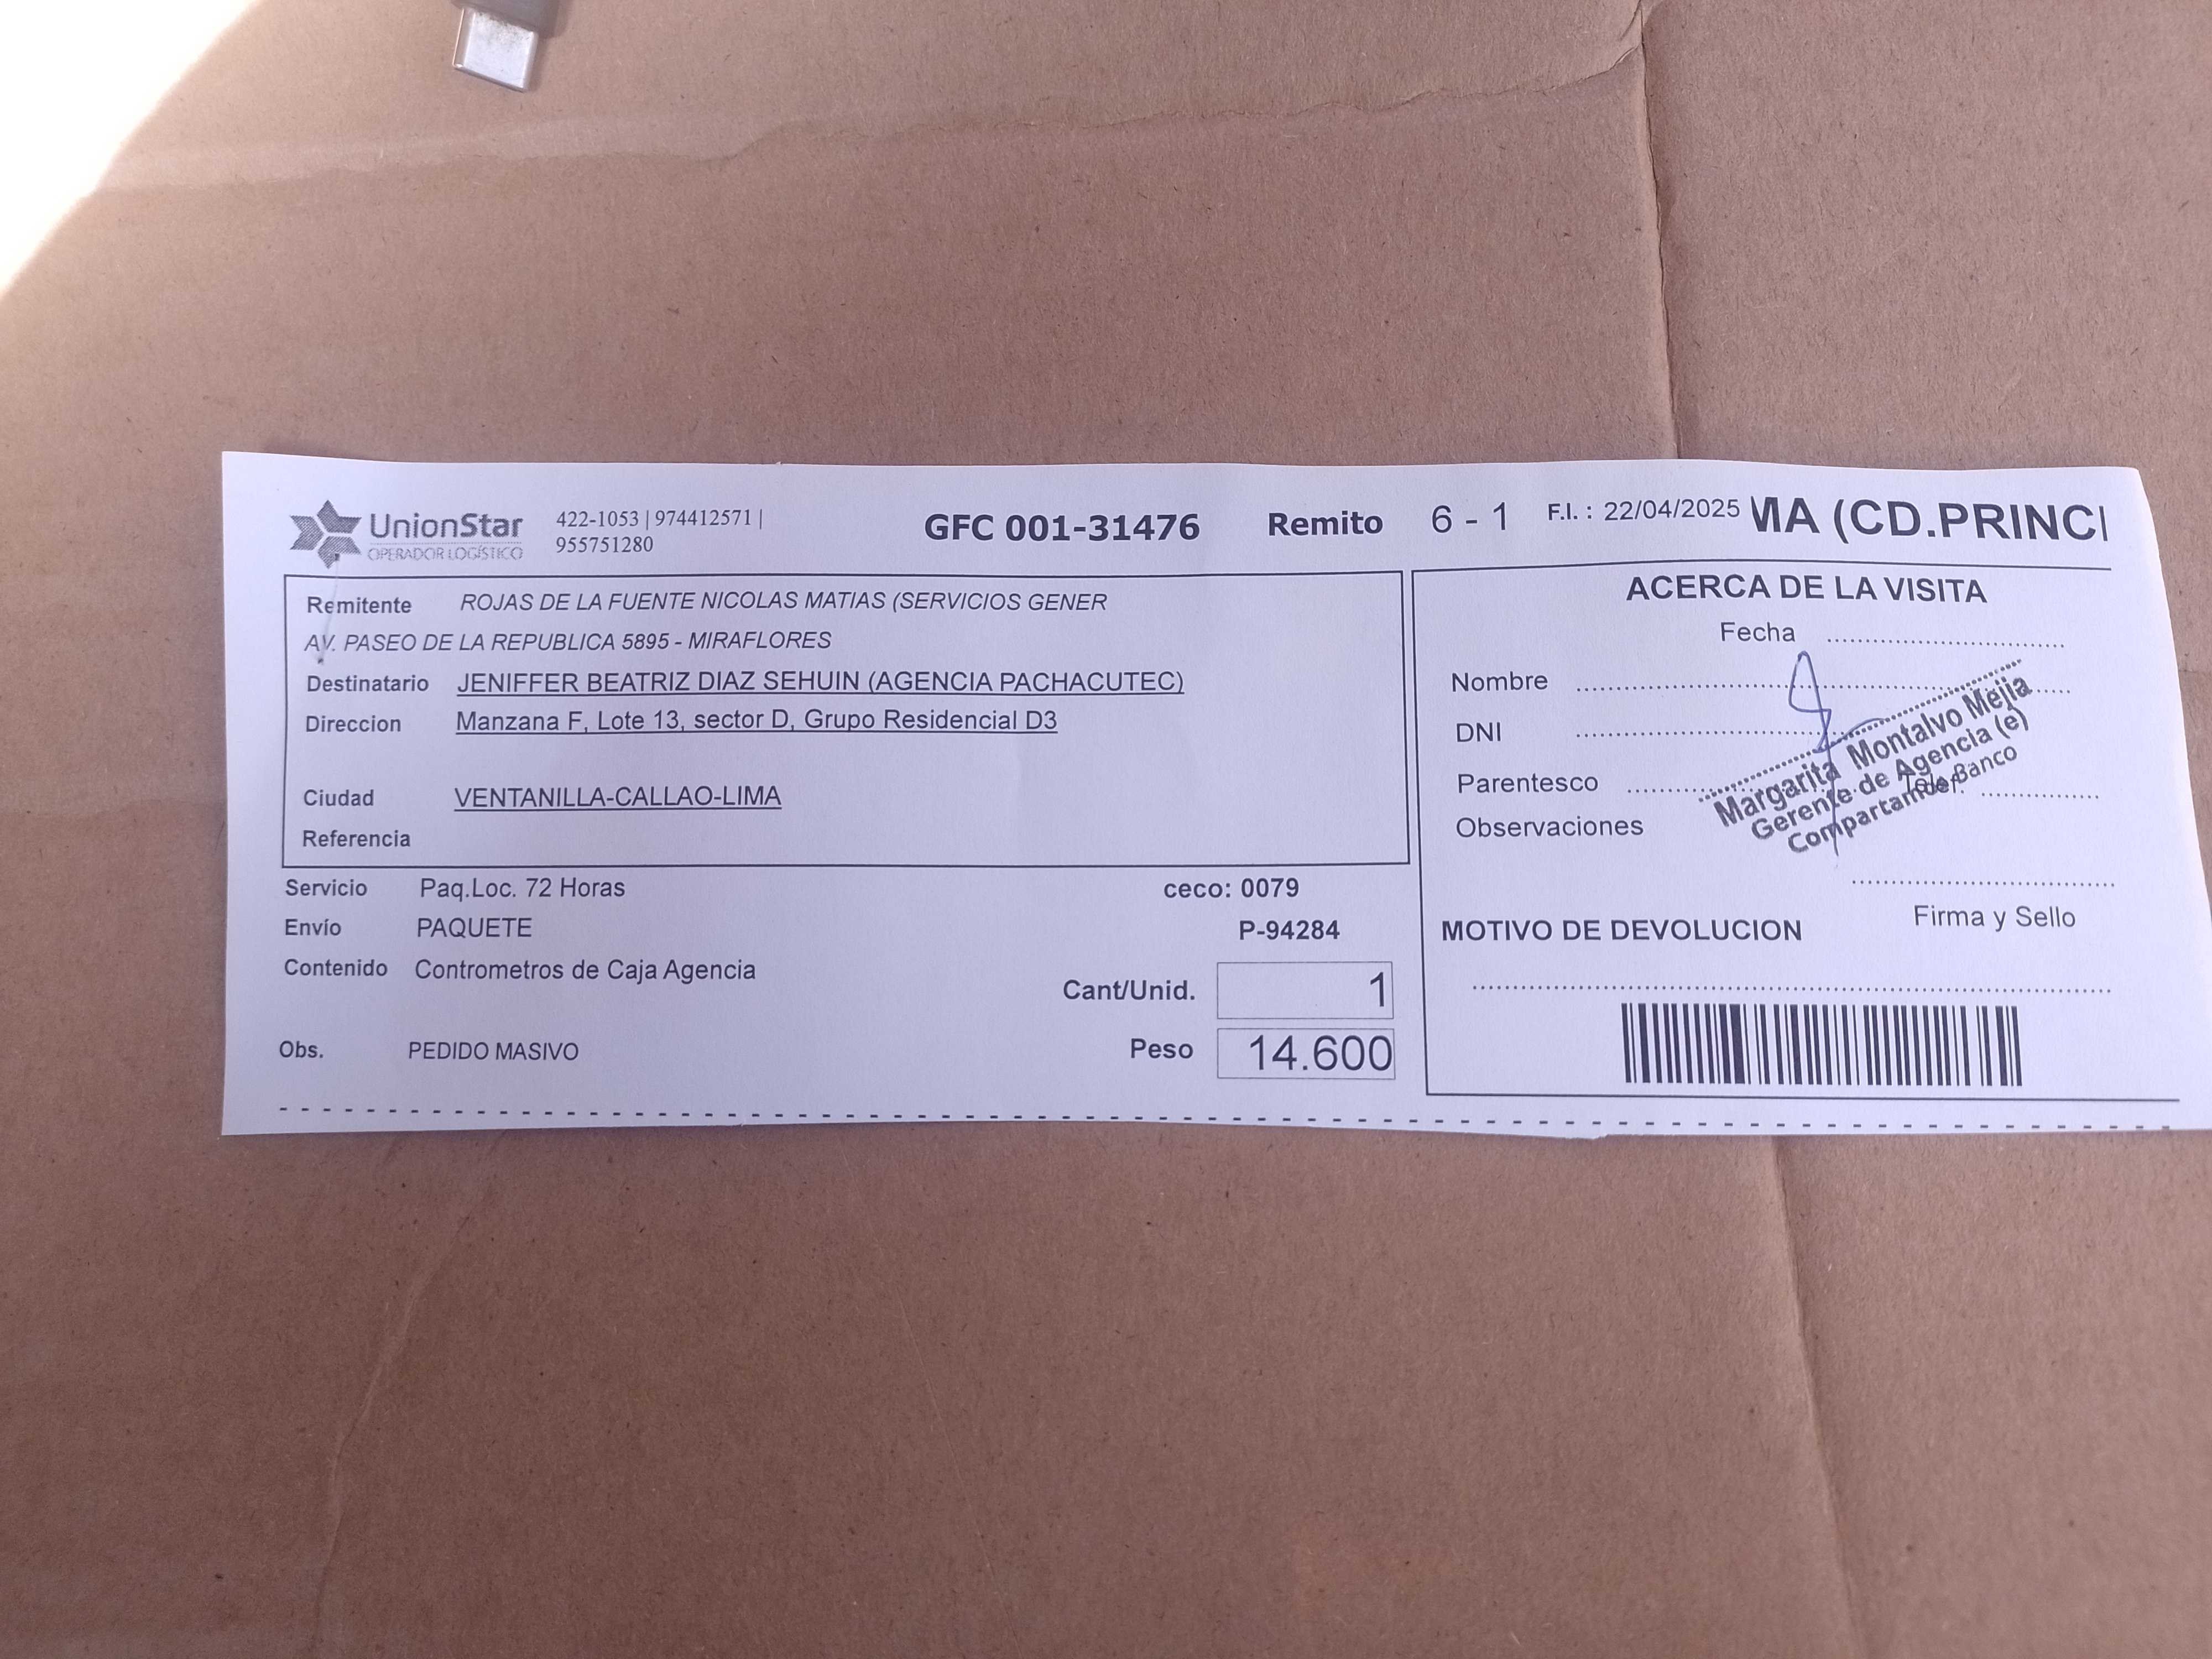 UnionStar
OPERADOR LOGÍSTICO
422-1053 | 974412571 |
955751280
GFC 001-31476 Remito 6 - 1 F.I. : 22/04/2025 MA (CD.PRINCI
Remitente ROJAS DE LA FUENTE NICOLAS MATIAS (SERVICIOS GENER
AV. PASEO DE LA REPUBLICA 5895 - MIRAFLORES
Destinatario JENIFFER BEATRIZ DIAZ SEHUIN (AGENCIA PACHACUTEC)
Direccion Manzana F, Lote 13, sector D, Grupo Residencial D3
Ciudad VENTANILLA-CALLAO-LIMA
Referencia
Servicio Paq.Loc. 72 Horas ceco: 0079
Envío PAQUETE P-94284
Contenido Contrometros de Caja Agencia
Cant/Unid. 1
Obs. PEDIDO MASIVO Peso 14.600
ACERCA DE LA VISITA
Fecha
Nombre
DNI
Parentesco Telef.
Observaciones
Margarita Montalvo Mejia
Gerente de Agencia (e)
Compartamos Banco
Firma y Sello
MOTIVO DE DEVOLUCION